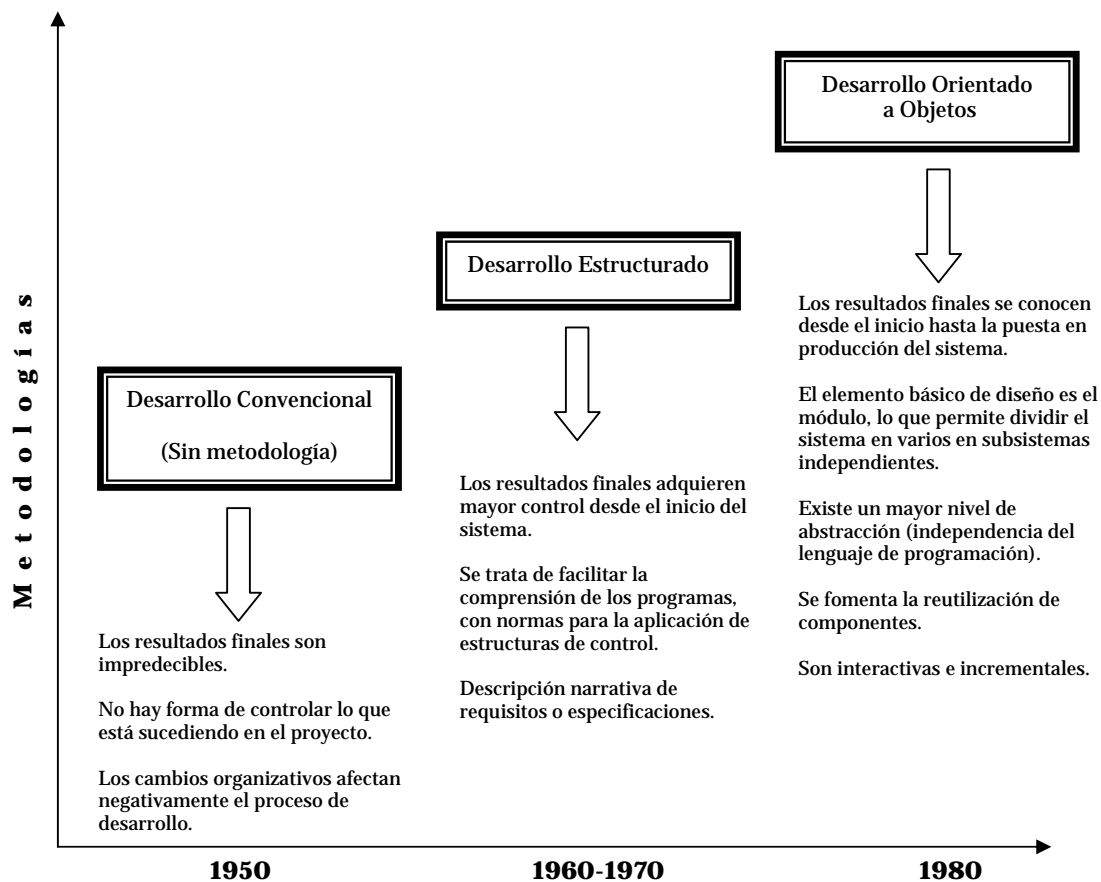 Metodologías
Desarrollo Convencional
(Sin metodología)
Los resultados finales son
impredecibles.
No hay forma de controlar lo que
está sucediendo en el proyecto.
Los cambios organizativos afectan
negativamente el proceso de
desarrollo.
1950
Desarrollo Estructurado
Los resultados finales adquieren
mayor control desde el inicio del
sistema.
Se trata de facilitar la
comprensión de los programas,
con normas para la aplicación de
estructuras de control.
Descripción narrativa de
requisitos o especificaciones.
1960-1970
Desarrollo Orientado
a Objetos
Los resultados finales se conocen
desde el inicio hasta la puesta en
producción del sistema.
El elemento básico de diseño es el
módulo, lo que permite dividir el
sistema en varios en subsistemas
independientes.
Existe un mayor nivel de
abstracción (independencia del
lenguaje de programación).
Se fomenta la reutilización de
componentes.
Son interactivas e incrementales.
1980